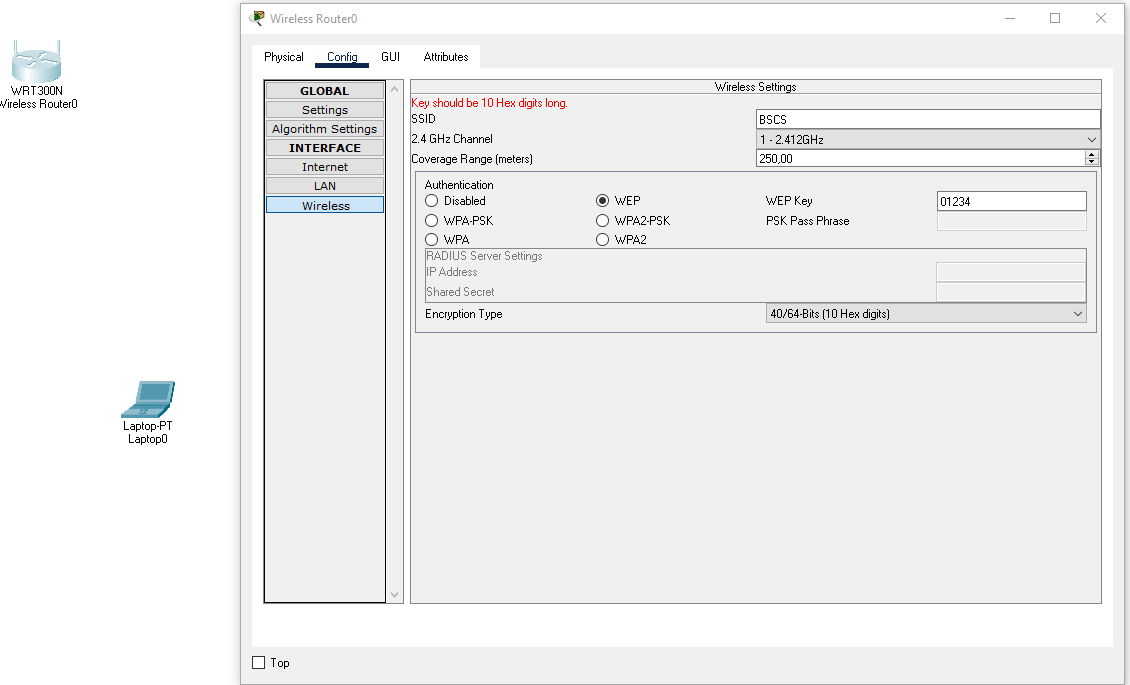 Wireless Router0
Physical Config GUI Attributes
WRT300N
Wireless Router0
Laptop-PT
Laptop0
GLOBAL
Settings
Algorithm Settings
INTERFACE
Internet
LAN
Wireless
Wireless Settings
Key should be 10 Hex digits long.
SSID BSCS
2.4 GHz Channel 1 - 2.412GHz
Coverage Range (meters) 250,00
Authentication
Disabled WEP WEP Key 01234
WPA-PSK WPA2-PSK PSK Pass Phrase
WPA WPA2
RADIUS Server Settings
IP Address
Shared Secret
Encryption Type 40/64-Bits (10 Hex digits)
Top